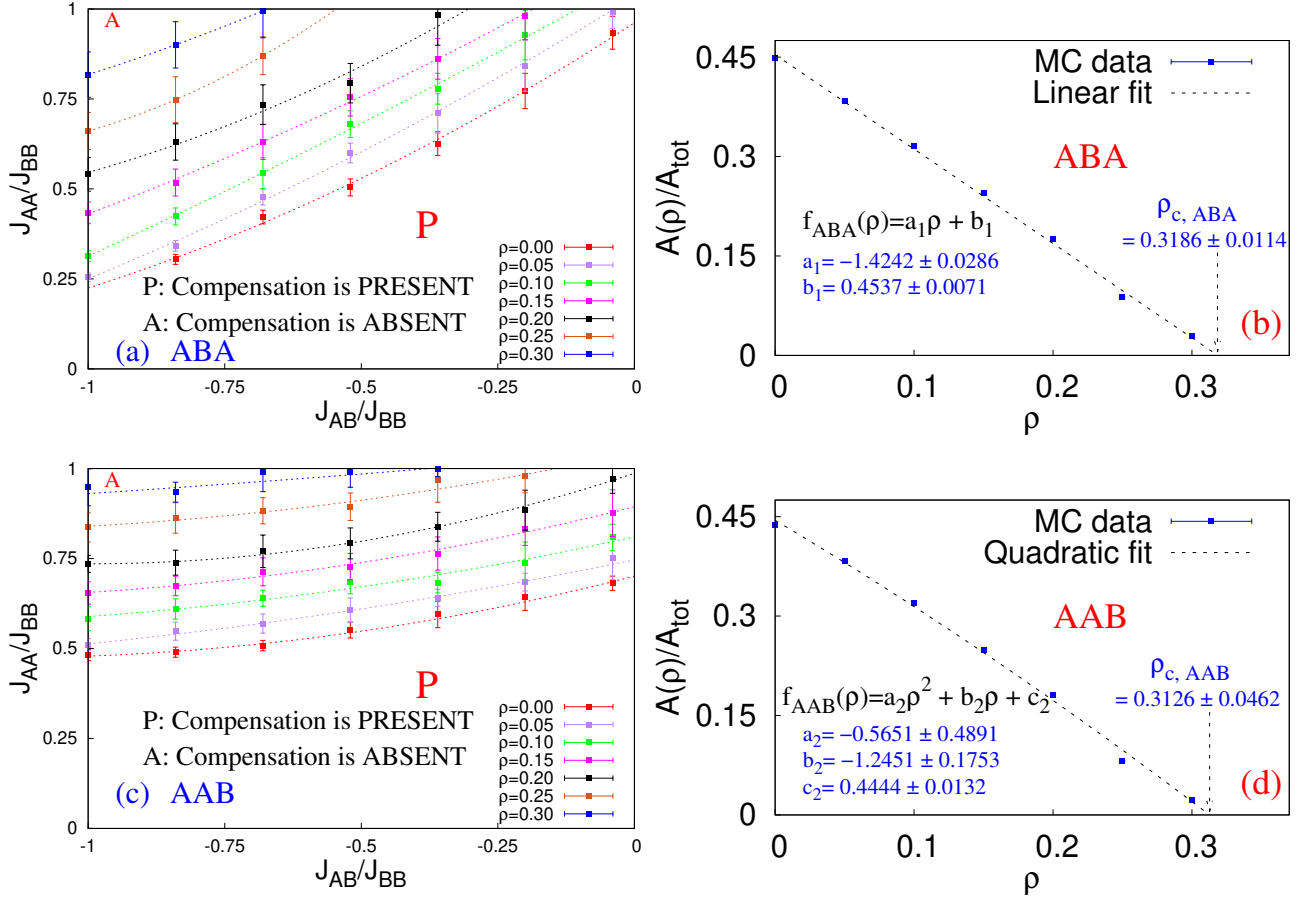 1
0.75
0.5
0.25
0
-1
-0.75
-0.5
-0.25
0
J_AA/J_BB
J_AB/J_BB
A
P
P: Compensation is PRESENT
A: Compensation is ABSENT
(a) ABA
ρ=0.00
ρ=0.05
ρ=0.10
ρ=0.15
ρ=0.20
ρ=0.25
ρ=0.30
0.45
0.3
0.15
0
0
0.1
0.2
0.3
A(ρ)/A_tot
ρ
MC data
Linear fit
ABA
f_ABA(ρ)=a_1ρ + b_1
a_1= −1.4242 ± 0.0286
b_1= 0.4537 ± 0.0071
ρ_c, ABA
= 0.3186 ± 0.0114
(b)
1
0.75
0.5
0.25
0
-1
-0.75
-0.5
-0.25
0
J_AA/J_BB
J_AB/J_BB
A
P
P: Compensation is PRESENT
A: Compensation is ABSENT
(c) AAB
ρ=0.00
ρ=0.05
ρ=0.10
ρ=0.15
ρ=0.20
ρ=0.25
ρ=0.30
0.45
0.3
0.15
0
0
0.1
0.2
0.3
A(ρ)/A_tot
ρ
MC data
Quadratic fit
AAB
f_AAB(ρ)=a_2ρ^2 + b_2ρ + c_2
a_2= −0.5651 ± 0.4891
b_2= −1.2451 ± 0.1753
c_2= 0.4444 ± 0.0132
ρ_c, AAB
= 0.3126 ± 0.0462
(d)